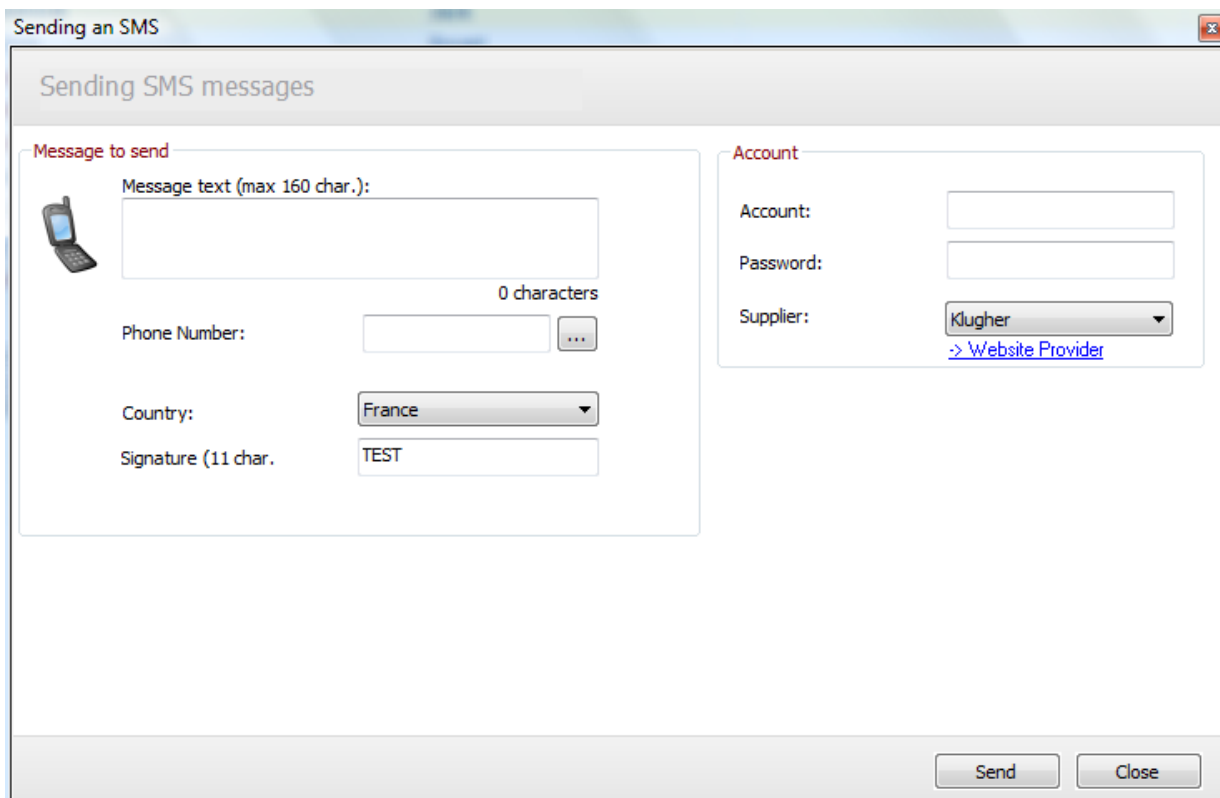 Sending an SMS
Sending SMS messages
Message to send
Message text (max 160 char.):
0 characters
Phone Number:
...
Country:
France
Signature (11 char.
TEST
Account
Account:
Password:
Supplier:
Klugher
-> Website Provider
Send
Close